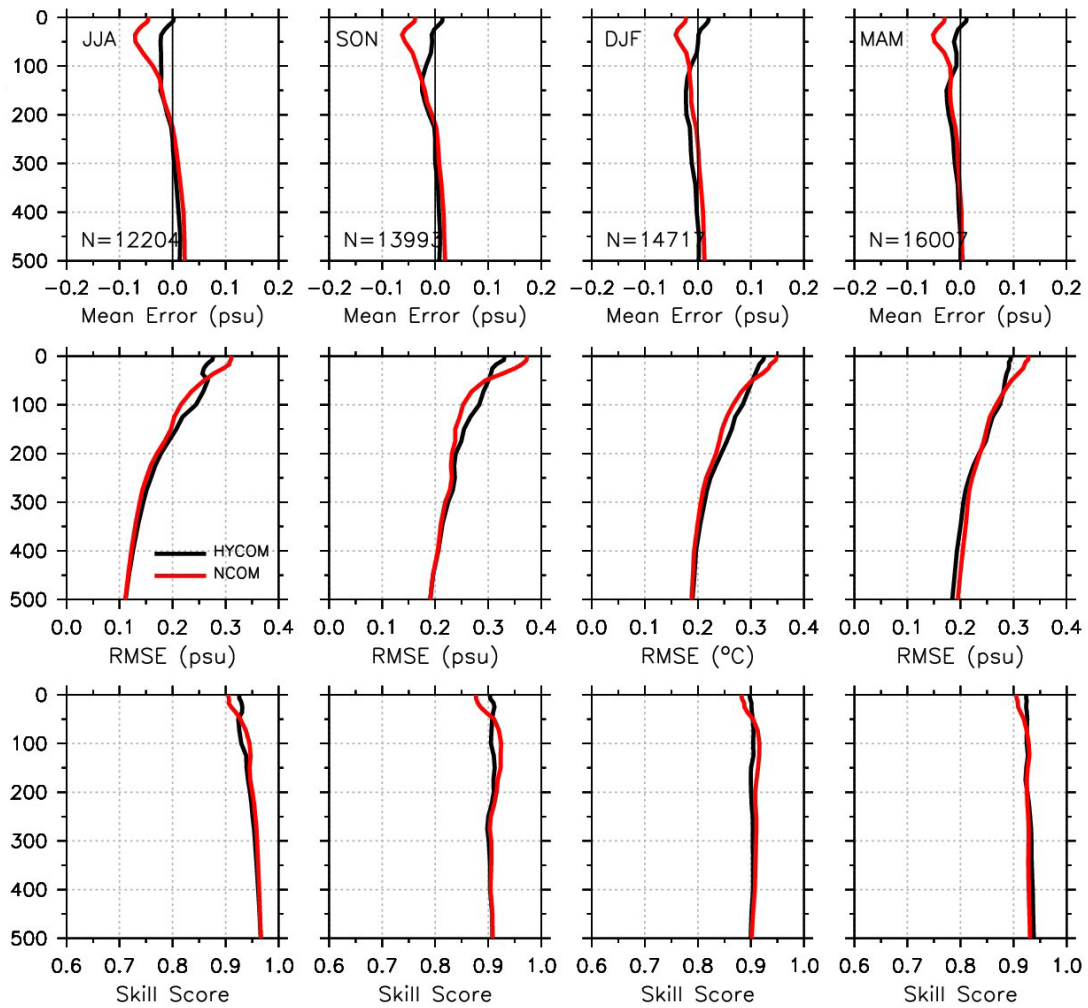 JJA SON DJF MAM
0
100
200
300
400
500
N=12204 N=13993 N=14717 N=16007
−0.2 −0.1 0.0 0.1 0.2 −0.2 −0.1 0.0 0.1 0.2 −0.2 −0.1 0.0 0.1 0.2 −0.2 −0.1 0.0 0.1 0.2
Mean Error (psu) Mean Error (psu) Mean Error (psu) Mean Error (psu)
0
100
200
300
400
500
HYCOM
NCOM
0.0 0.1 0.2 0.3 0.4 0.0 0.1 0.2 0.3 0.4 0.0 0.1 0.2 0.3 0.4 0.0 0.1 0.2 0.3 0.4
RMSE (psu) RMSE (psu) RMSE (°C) RMSE (psu)
0
100
200
300
400
500
0.6 0.7 0.8 0.9 1.0 0.6 0.7 0.8 0.9 1.0 0.6 0.7 0.8 0.9 1.0 0.6 0.7 0.8 0.9 1.0
Skill Score Skill Score Skill Score Skill Score